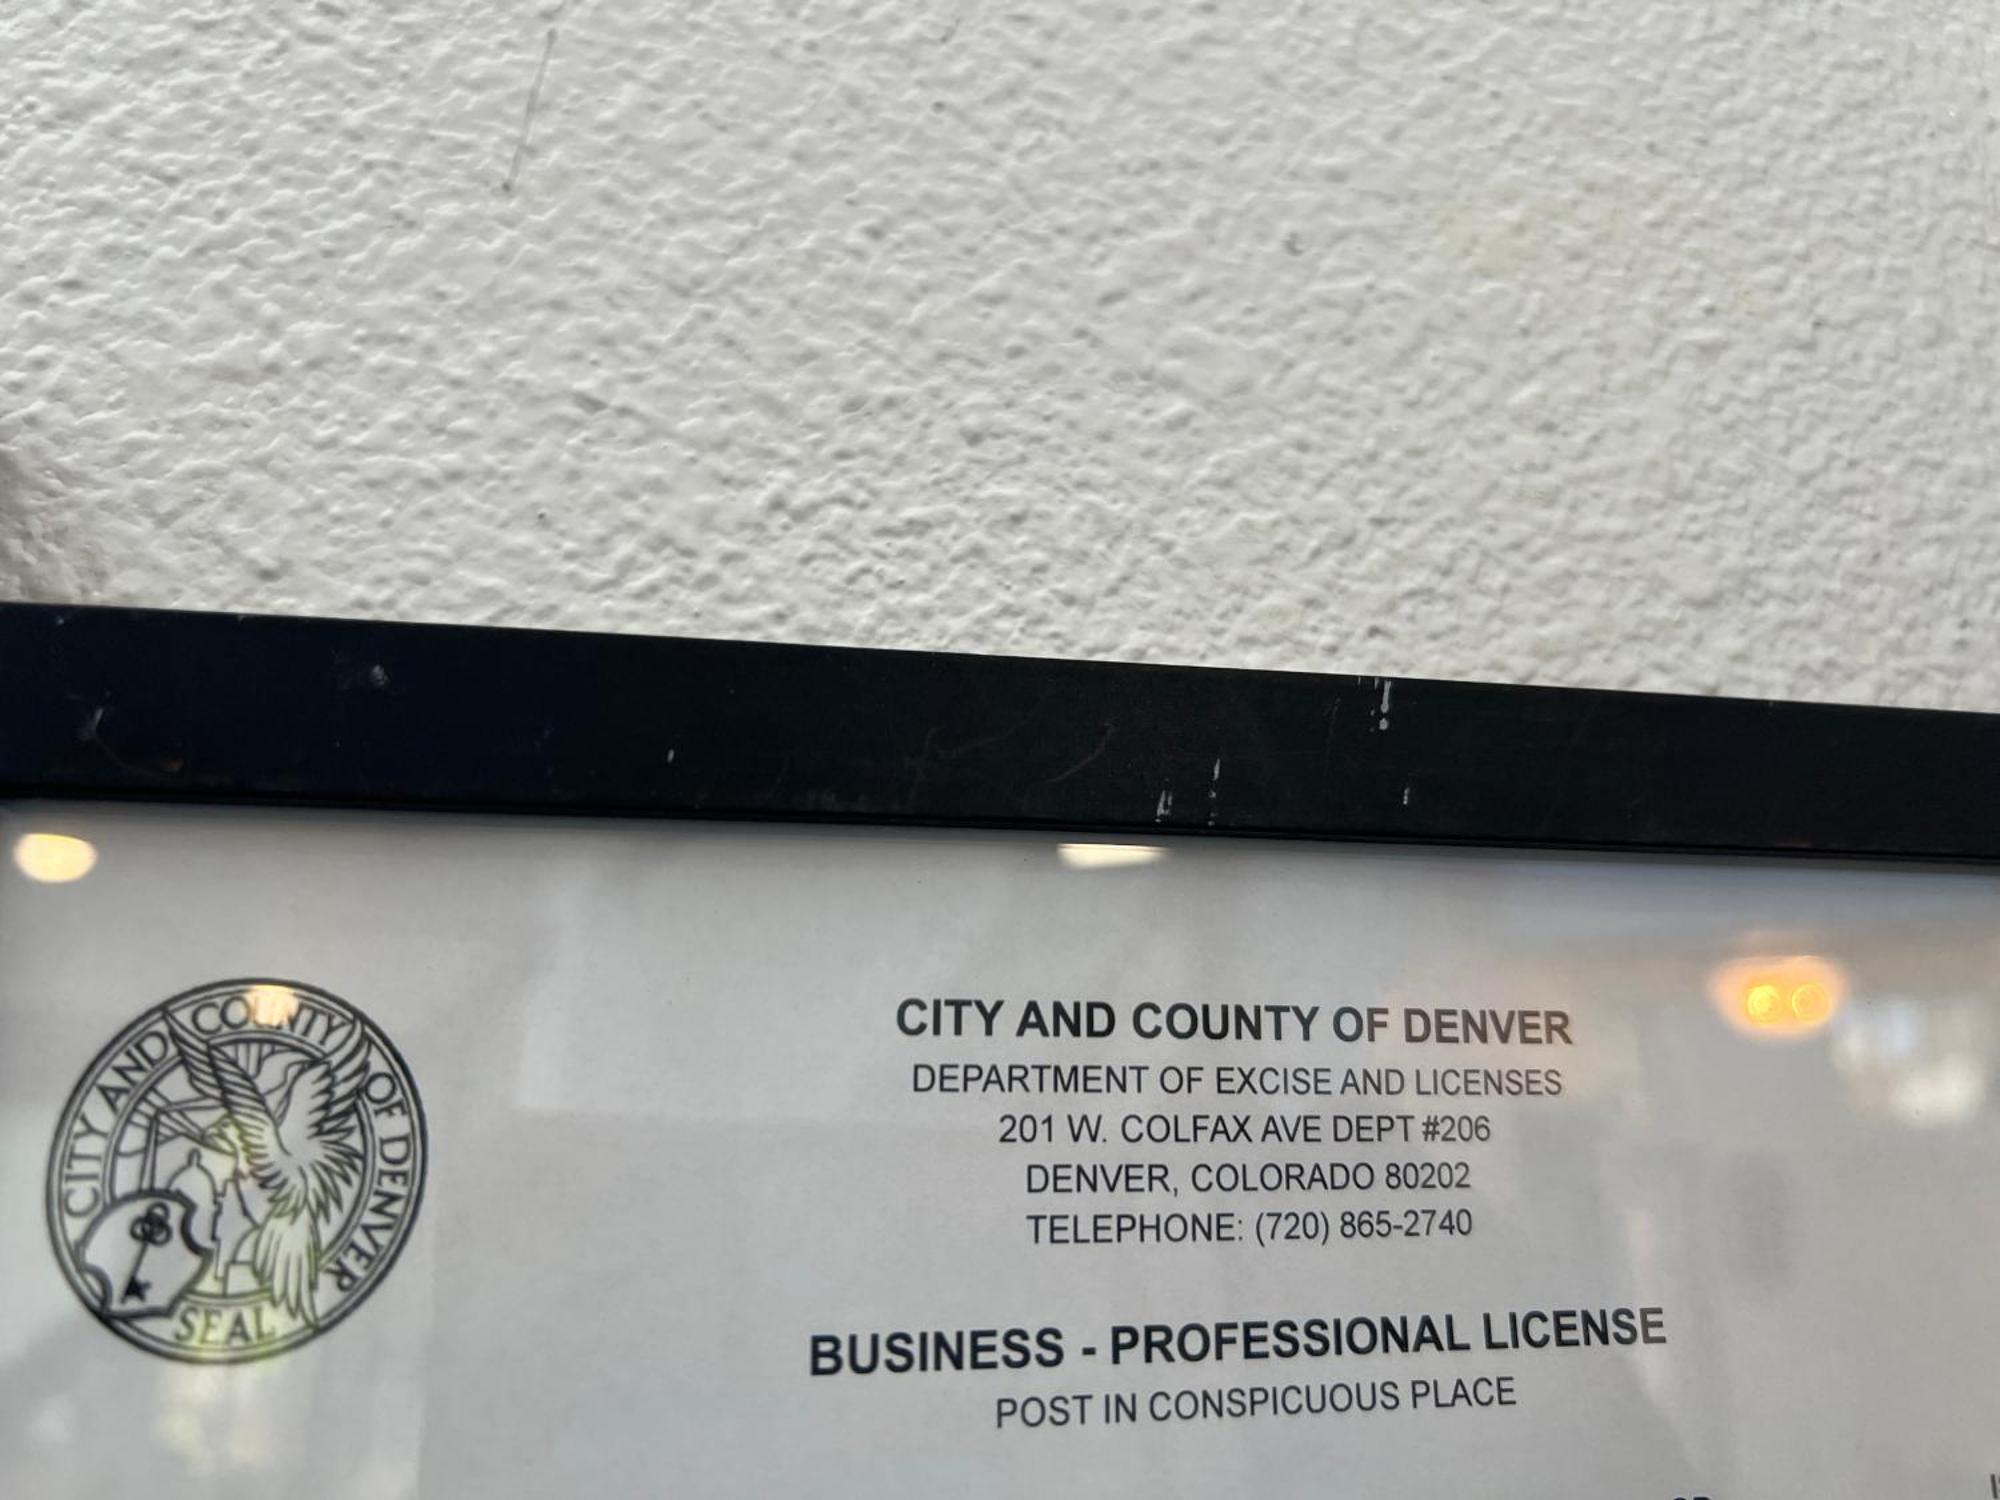 CITY AND COUNTY OF DENVER
SEAL
CITY AND COUNTY OF DENVER
DEPARTMENT OF EXCISE AND LICENSES
201 W. COLFAX AVE DEPT #206
DENVER, COLORADO 80202
TELEPHONE: (720) 865-2740
BUSINESS - PROFESSIONAL LICENSE
POST IN CONSPICUOUS PLACE